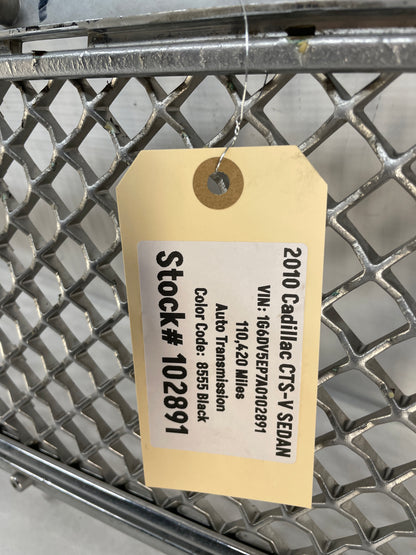 2010 Cadillac CTS-V SEDAN
VIN: 1G6DV5EP7A0102891
110,420 Miles
Auto Transmission
Color Code: 8555 Black
Stock# 102891